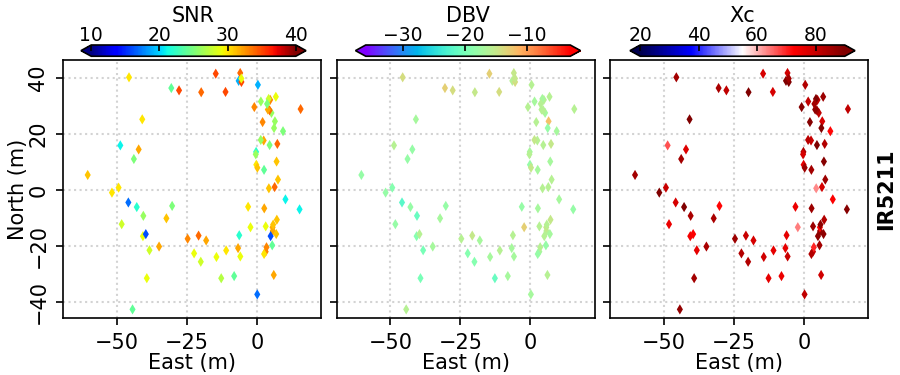 SNR DBV Xc
10 20 30 40 −30 −20 −10 20 40 60 80
40
20
0
−20
−40
North (m)
IR5211
−50 −25 0 −50 −25 0 −50 −25 0
East (m) East (m) East (m)